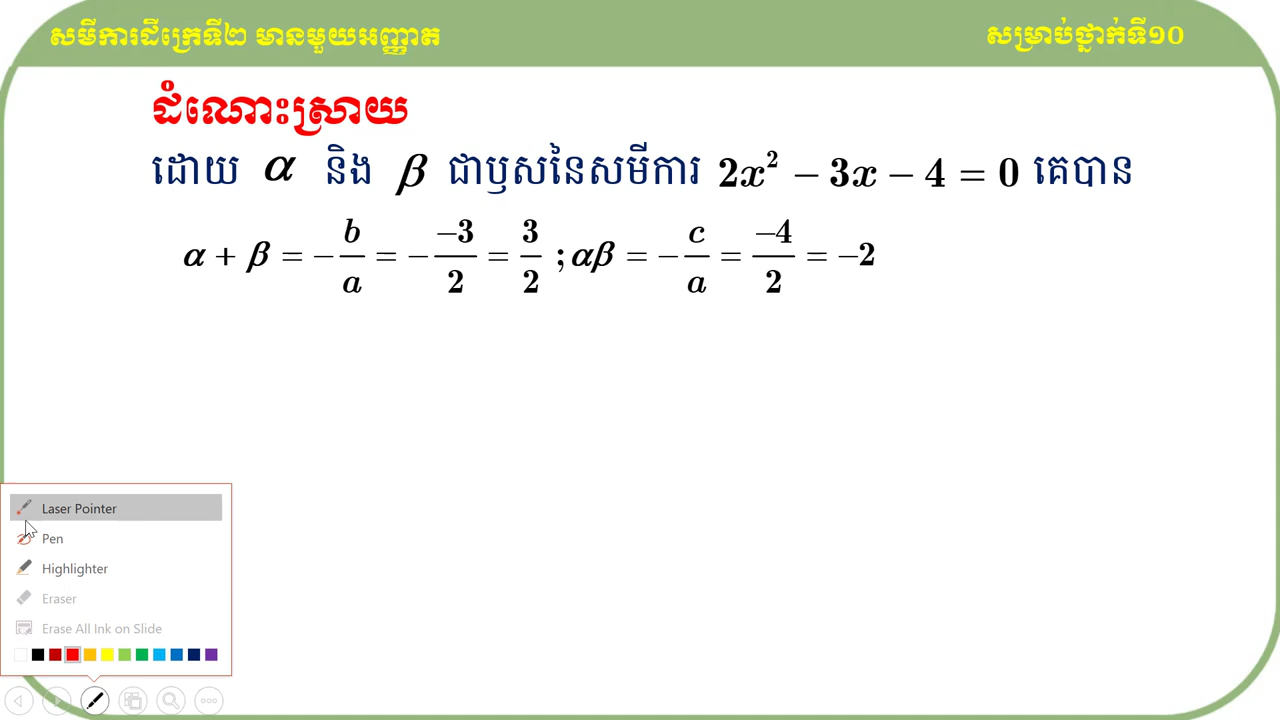 សមីការដឺក្រេទី២ មានមួយអញ្ញាត
សម្រាប់ថ្នាក់ទី១០
ដំណោះស្រាយ
ដោយ α និង β ជាឫសនៃសមីការ 2x² − 3x − 4 = 0 គេបាន
α + β = −b/a = −(−3)/2 = 3/2 ; αβ = −c/a = −4/2 = −2
Laser Pointer
Pen
Highlighter
Eraser
Erase All Ink on Slide